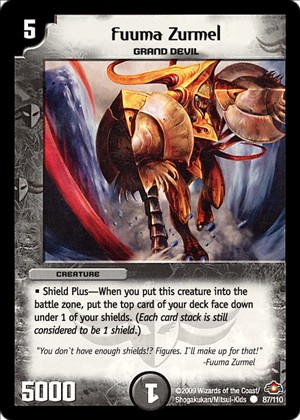 5
Fuuma Zurmel
GRAND DEVIL
CREATURE
▪ Shield Plus—When you put this creature into the
battle zone, put the top card of your deck face down
under 1 of your shields. (Each card stack is still
considered to be 1 shield.)
"You don't have enough shields!? Figures. I'll make up for that!"
-Fuuma Zurmel
5000
1
©2009 Wizards of the Coast/
Shogakukan/Mitsui-Kids
87/110